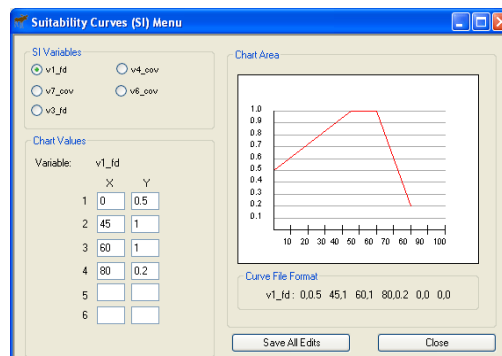 Suitability Curves (SI) Menu
SI Variables
v1_fd
v4_cov
v7_cov
v6_cov
v3_fd
Chart Values
Variable: v1_fd
X Y
1 0 0.5
2 45 1
3 60 1
4 80 0.2
5
6
Chart Area
1.0
0.9
0.8
0.7
0.6
0.5
0.4
0.3
0.2
0.1
10 20 30 40 50 60 70 80 90 100
Curve File Format
v1_fd : 0,0.5 45,1 60,1 80,0.2 0,0 0,0
Save All Edits
Close